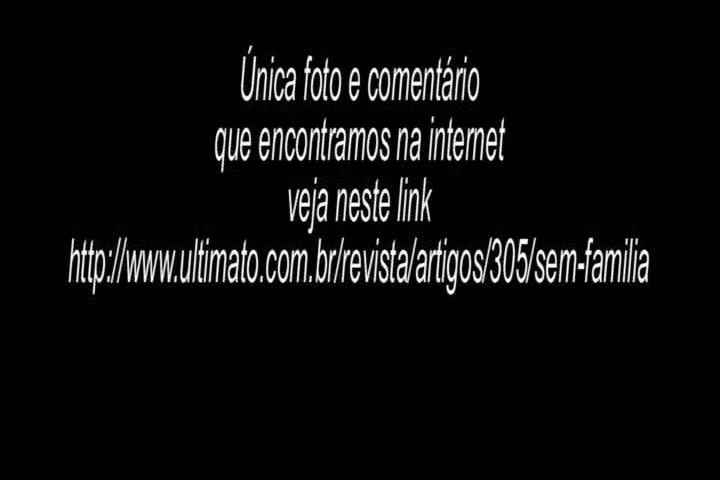 Única foto e comentário
que encontramos na internet
veja neste link
http://www.ultimato.com.br/revista/artigos/305/sem-familia